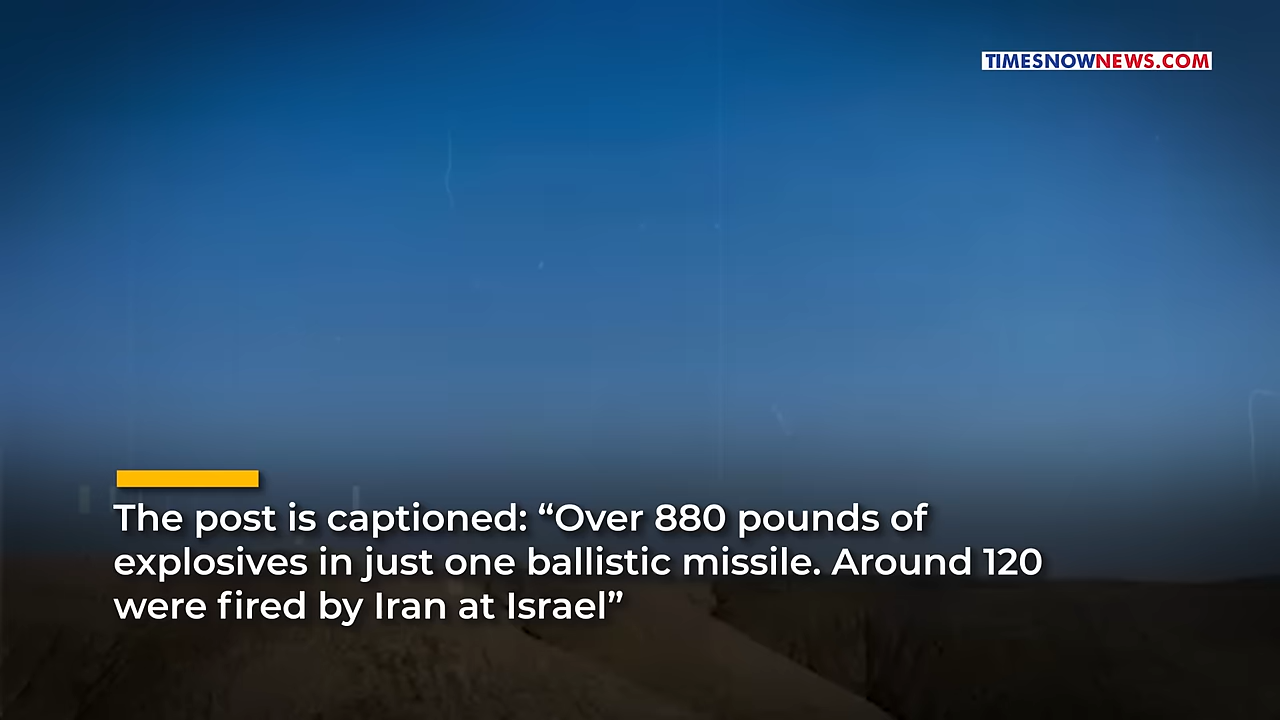 TIMESNOWNEWS.COM
The post is captioned: “Over 880 pounds of
explosives in just one ballistic missile. Around 120
were fired by Iran at Israel”